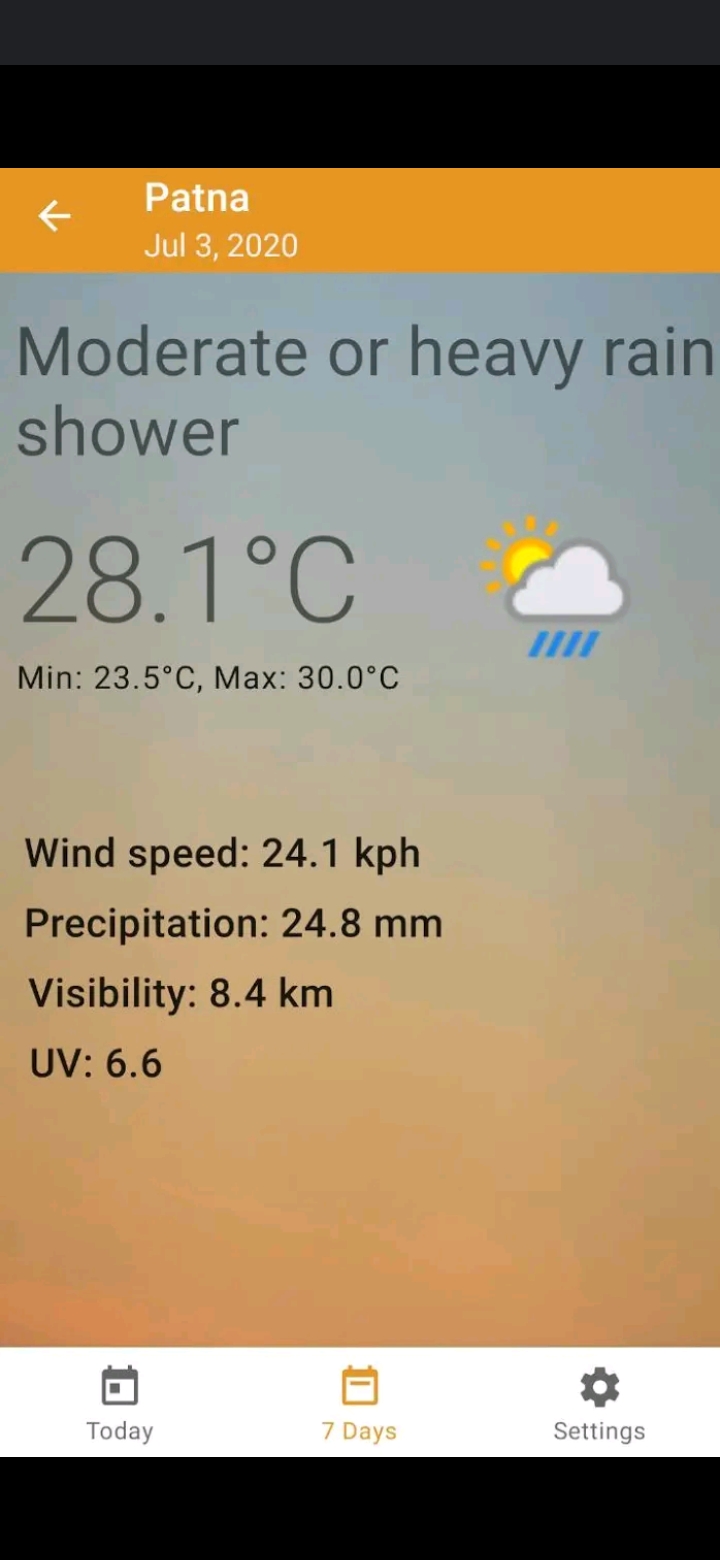 Patna
Jul 3, 2020
Moderate or heavy rain
shower
28.1°C
Min: 23.5°C, Max: 30.0°C
Wind speed: 24.1 kph
Precipitation: 24.8 mm
Visibility: 8.4 km
UV: 6.6
Today
7 Days
Settings